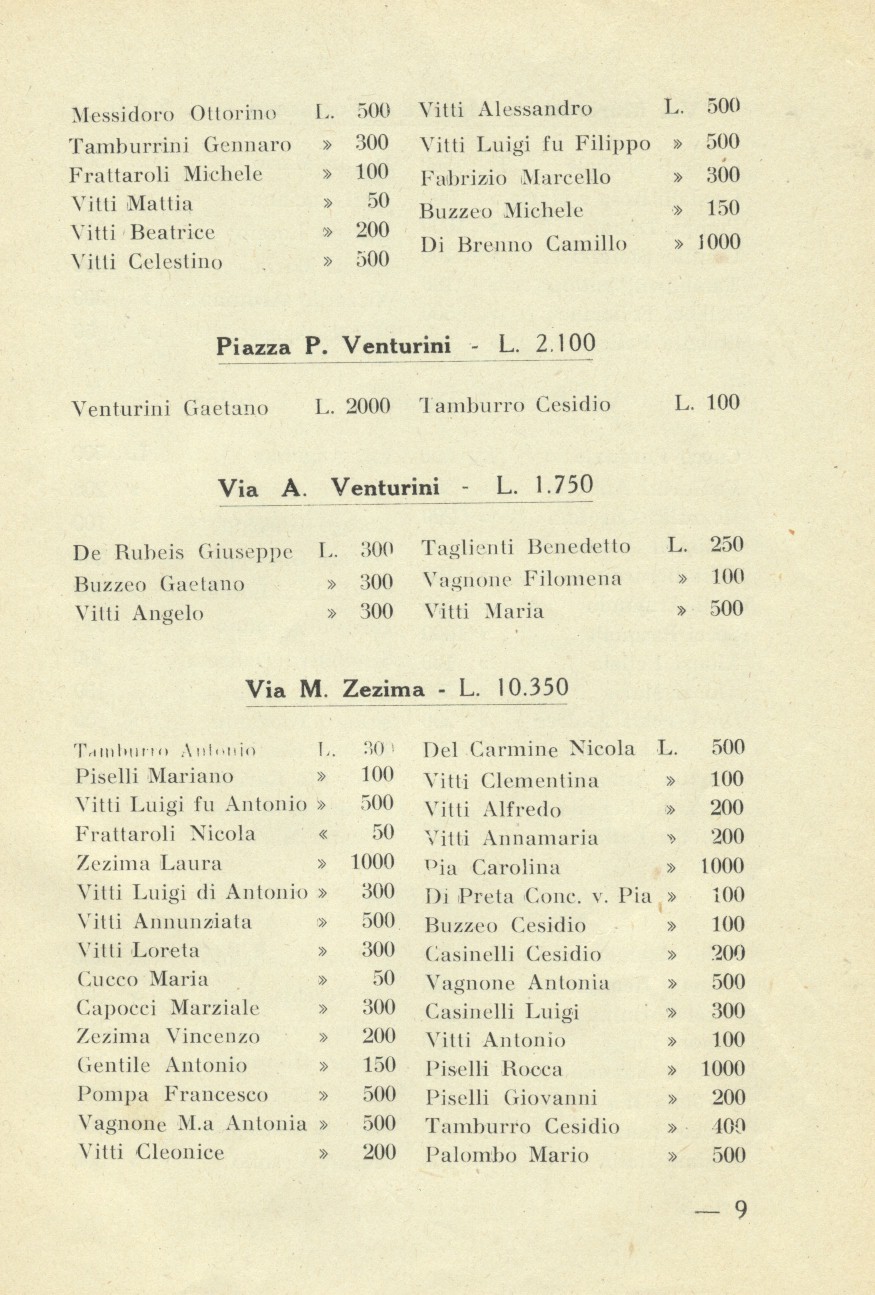 Messidoro Ottorino L. 500
Tamburrini Gennaro » 300
Frattaroli Michele » 100
Vitti Mattia » 50
Vitti Beatrice » 200
Vitti Celestino » 500
Vitti Alessandro L. 500
Vitti Luigi fu Filippo » 500
Fabrizio Marcello » 300
Buzzeo Michele » 150
Di Brenno Camillo » 1000
Piazza P. Venturini - L. 2.100
Venturini Gaetano L. 2000
Tamburro Cesidio L. 100
Via A. Venturini - L. 1.750
De Rubeis Giuseppe L. 300
Buzzeo Gaetano » 300
Vitti Angelo » 300
Taglienti Benedetto L. 250
Vagnone Filomena » 100
Vitti Maria » 500
Via M. Zezima - L. 10.350
Tamburro Antonio L. 300
Piselli Mariano » 100
Vitti Luigi fu Antonio » 500
Frattaroli Nicola « 50
Zezima Laura » 1000
Vitti Luigi di Antonio » 300
Vitti Annunziata » 500
Vitti Loreta » 300
Cucco Maria » 50
Capocci Marziale » 300
Zezima Vincenzo » 200
Gentile Antonio » 150
Pompa Francesco » 500
Vagnone M.a Antonia » 500
Vitti Cleonice » 200
Del Carmine Nicola L. 500
Vitti Clementina » 100
Vitti Alfredo » 200
Vitti Annamaria » 200
Pia Carolina » 1000
Di Preta Conc. v. Pia » 100
Buzzeo Cesidio » 100
Casinelli Cesidio » 200
Vagnone Antonia » 500
Casinelli Luigi » 300
Vitti Antonio » 100
Piselli Rocca » 1000
Piselli Giovanni » 200
Tamburro Cesidio » 400
Palombo Mario » 500
— 9